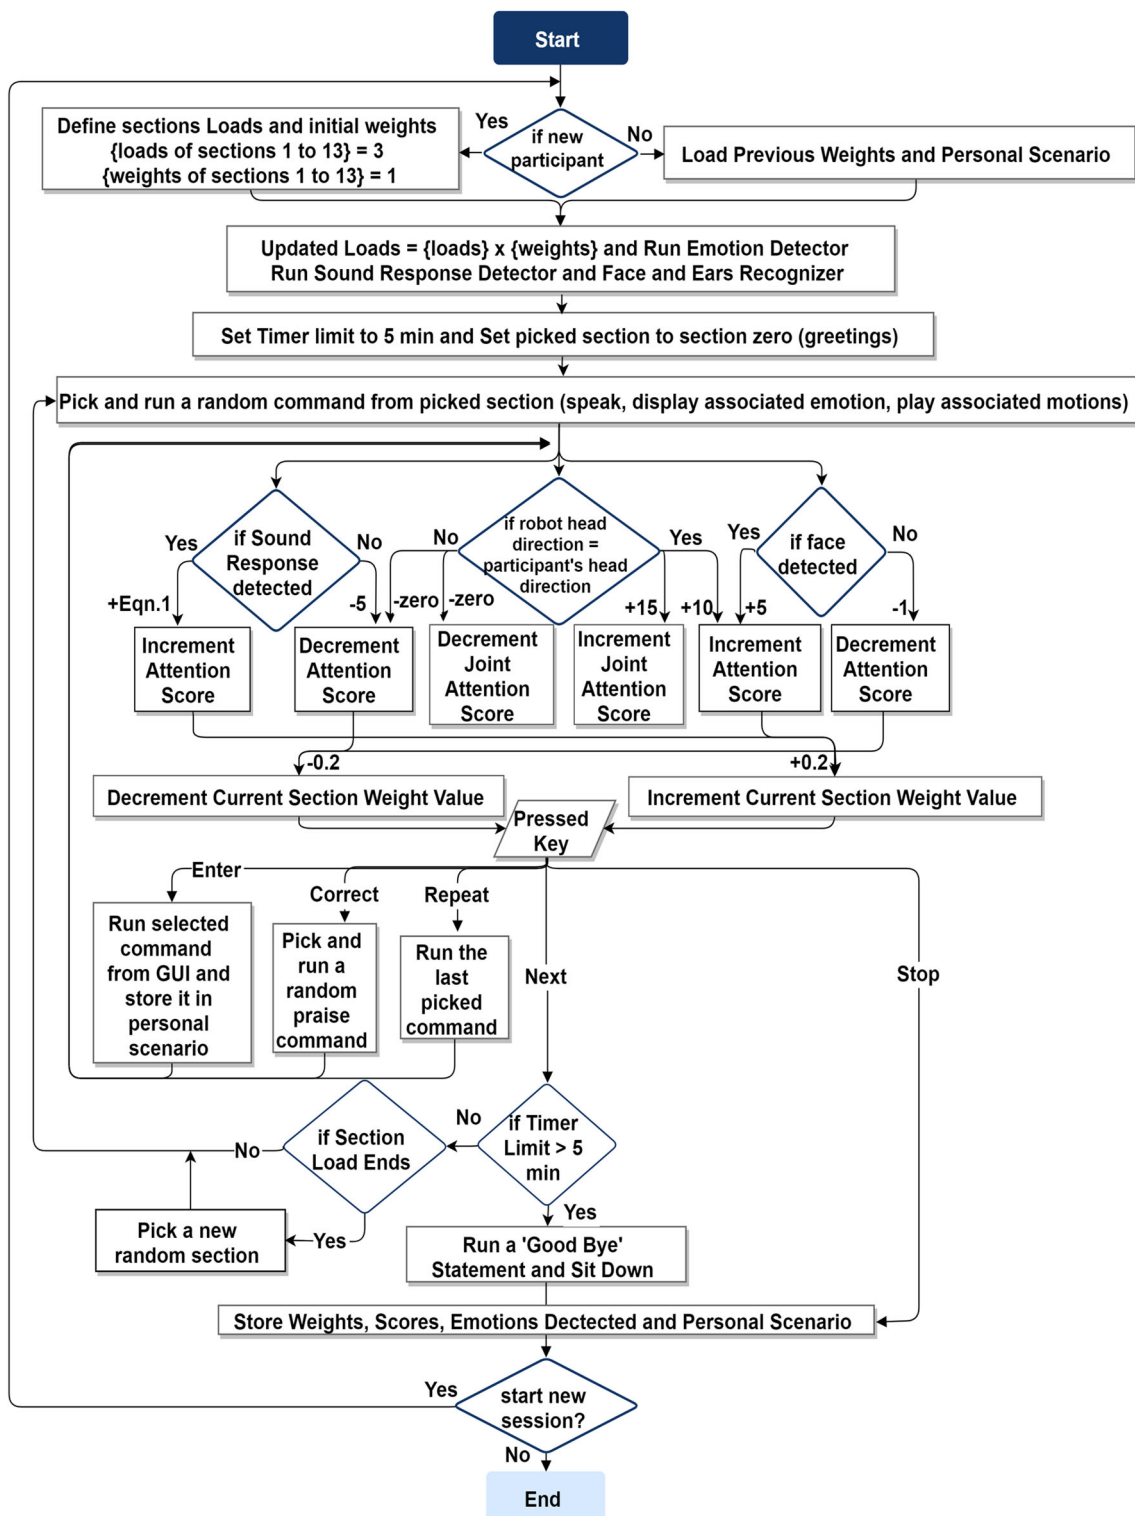 Start
Yes
No
Define sections Loads and initial weights
{loads of sections 1 to 13} = 3
{weights of sections 1 to 13} = 1
if new
participant
Load Previous Weights and Personal Scenario
Updated Loads = {loads} x {weights} and Run Emotion Detector
Run Sound Response Detector and Face and Ears Recognizer
Set Timer limit to 5 min and Set picked section to section zero (greetings)
Pick and run a random command from picked section (speak, display associated emotion, play associated motions)
Yes
if Sound
Response
detected
No
No
if robot head
direction =
participant's head
direction
Yes
Yes
if face
detected
No
+Eqn.1
-5
-zero
-zero
+15
+10
+5
-1
Increment
Attention
Score
Decrement
Attention
Score
Decrement
Joint
Attention
Score
Increment
Joint
Attention
Score
Increment
Attention
Score
Decrement
Attention
Score
-0.2
+0.2
Decrement Current Section Weight Value
Increment Current Section Weight Value
Pressed
Key
Enter
Correct
Repeat
Next
Stop
Run selected
command
from GUI and
store it in
personal
scenario
Pick and
run a
random
praise
command
Run the
last
picked
command
if Timer
Limit > 5
min
No
if Section
Load Ends
No
Yes
Pick a new
random section
Yes
Run a 'Good Bye'
Statement and Sit Down
Store Weights, Scores, Emotions Dectected and Personal Scenario
Yes
start new
session?
No
End